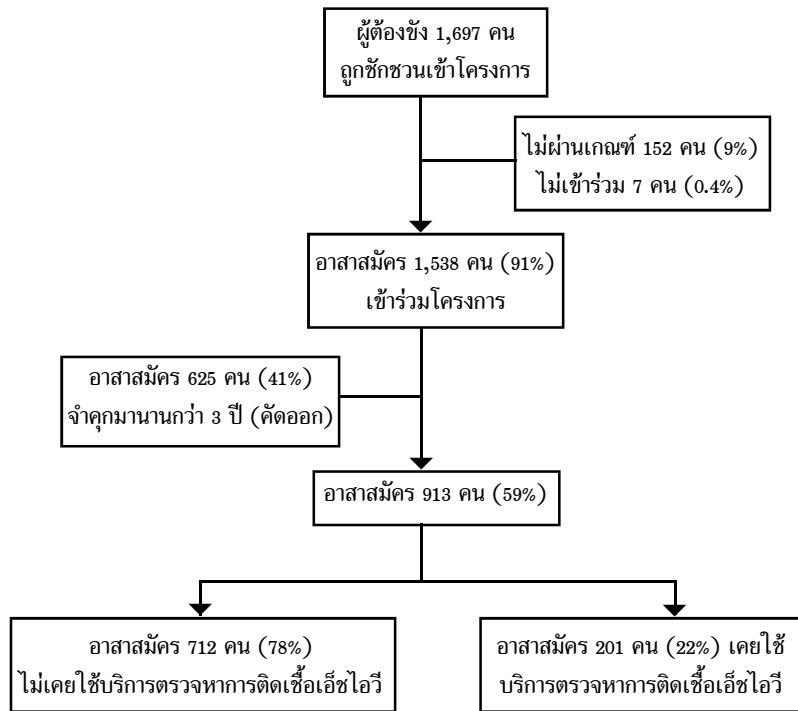 ผู้ต้องขัง 1,697 คน
ถูกชักชวนเข้าโครงการ
ไม่ผ่านเกณฑ์ 152 คน (9%)
ไม่เข้าร่วม 7 คน (0.4%)
อาสาสมัคร 1,538 คน (91%)
เข้าร่วมโครงการ
อาสาสมัคร 625 คน (41%)
จำคุกมานานกว่า 3 ปี (คัดออก)
อาสาสมัคร 913 คน (59%)
อาสาสมัคร 712 คน (78%)
ไม่เคยใช้บริการตรวจหาการติดเชื้อเอ็ชไอวี
อาสาสมัคร 201 คน (22%) เคยใช้
บริการตรวจหาการติดเชื้อเอ็ชไอวี